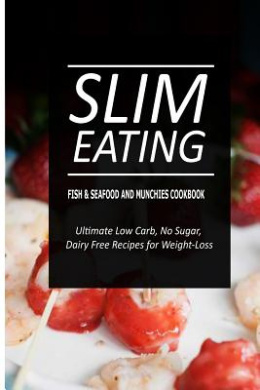 SLIM
EATING
FISH & SEAFOOD AND MUNCHIES COOKBOOK
Ultimate Low Carb, No Sugar,
Dairy Free Recipes for Weight-Loss